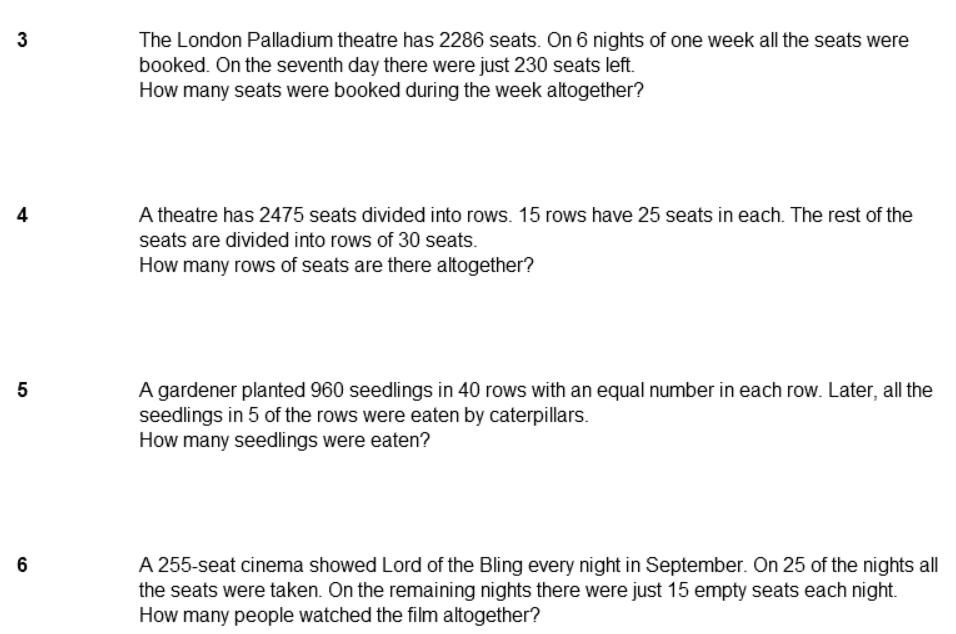 3 The London Palladium theatre has 2286 seats. On 6 nights of one week all the seats were
booked. On the seventh day there were just 230 seats left.
How many seats were booked during the week altogether?
4 A theatre has 2475 seats divided into rows. 15 rows have 25 seats in each. The rest of the
seats are divided into rows of 30 seats.
How many rows of seats are there altogether?
5 A gardener planted 960 seedlings in 40 rows with an equal number in each row. Later, all the
seedlings in 5 of the rows were eaten by caterpillars.
How many seedlings were eaten?
6 A 255-seat cinema showed Lord of the Bling every night in September. On 25 of the nights all
the seats were taken. On the remaining nights there were just 15 empty seats each night.
How many people watched the film altogether?